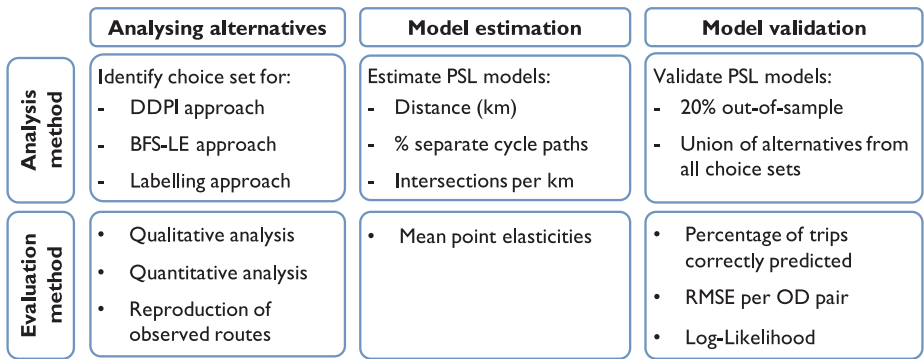 Analysing alternatives
Model estimation
Model validation
Analysis
method
Identify choice set for:
- DDPI approach
- BFS-LE approach
- Labelling approach
Estimate PSL models:
- Distance (km)
- % separate cycle paths
- Intersections per km
Validate PSL models:
- 20% out-of-sample
- Union of alternatives from
all choice sets
Evaluation
method
• Qualitative analysis
• Quantitative analysis
• Reproduction of
observed routes
• Mean point elasticities
• Percentage of trips
correctly predicted
• RMSE per OD pair
• Log-Likelihood